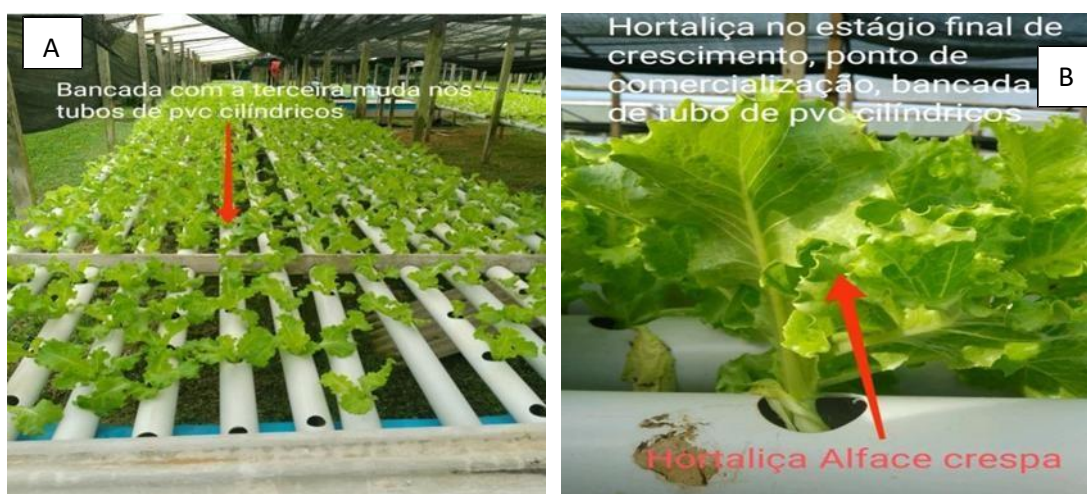 A
Bancada com a terceira muda nos
tubos de pvc cilíndricos
Hortaliça no estágio final de
crescimento, ponto de
comercialização, bancada
de tubo de pvc cilíndricos
B
Hortaliça Alface crespa